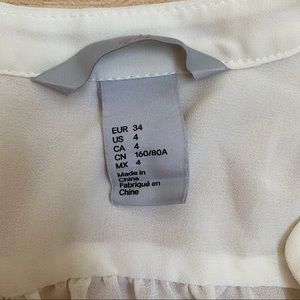 EUR 34
US 4
CA 4
CN 160/80A
MX 4
Made in
China
Fabriqué en
Chine